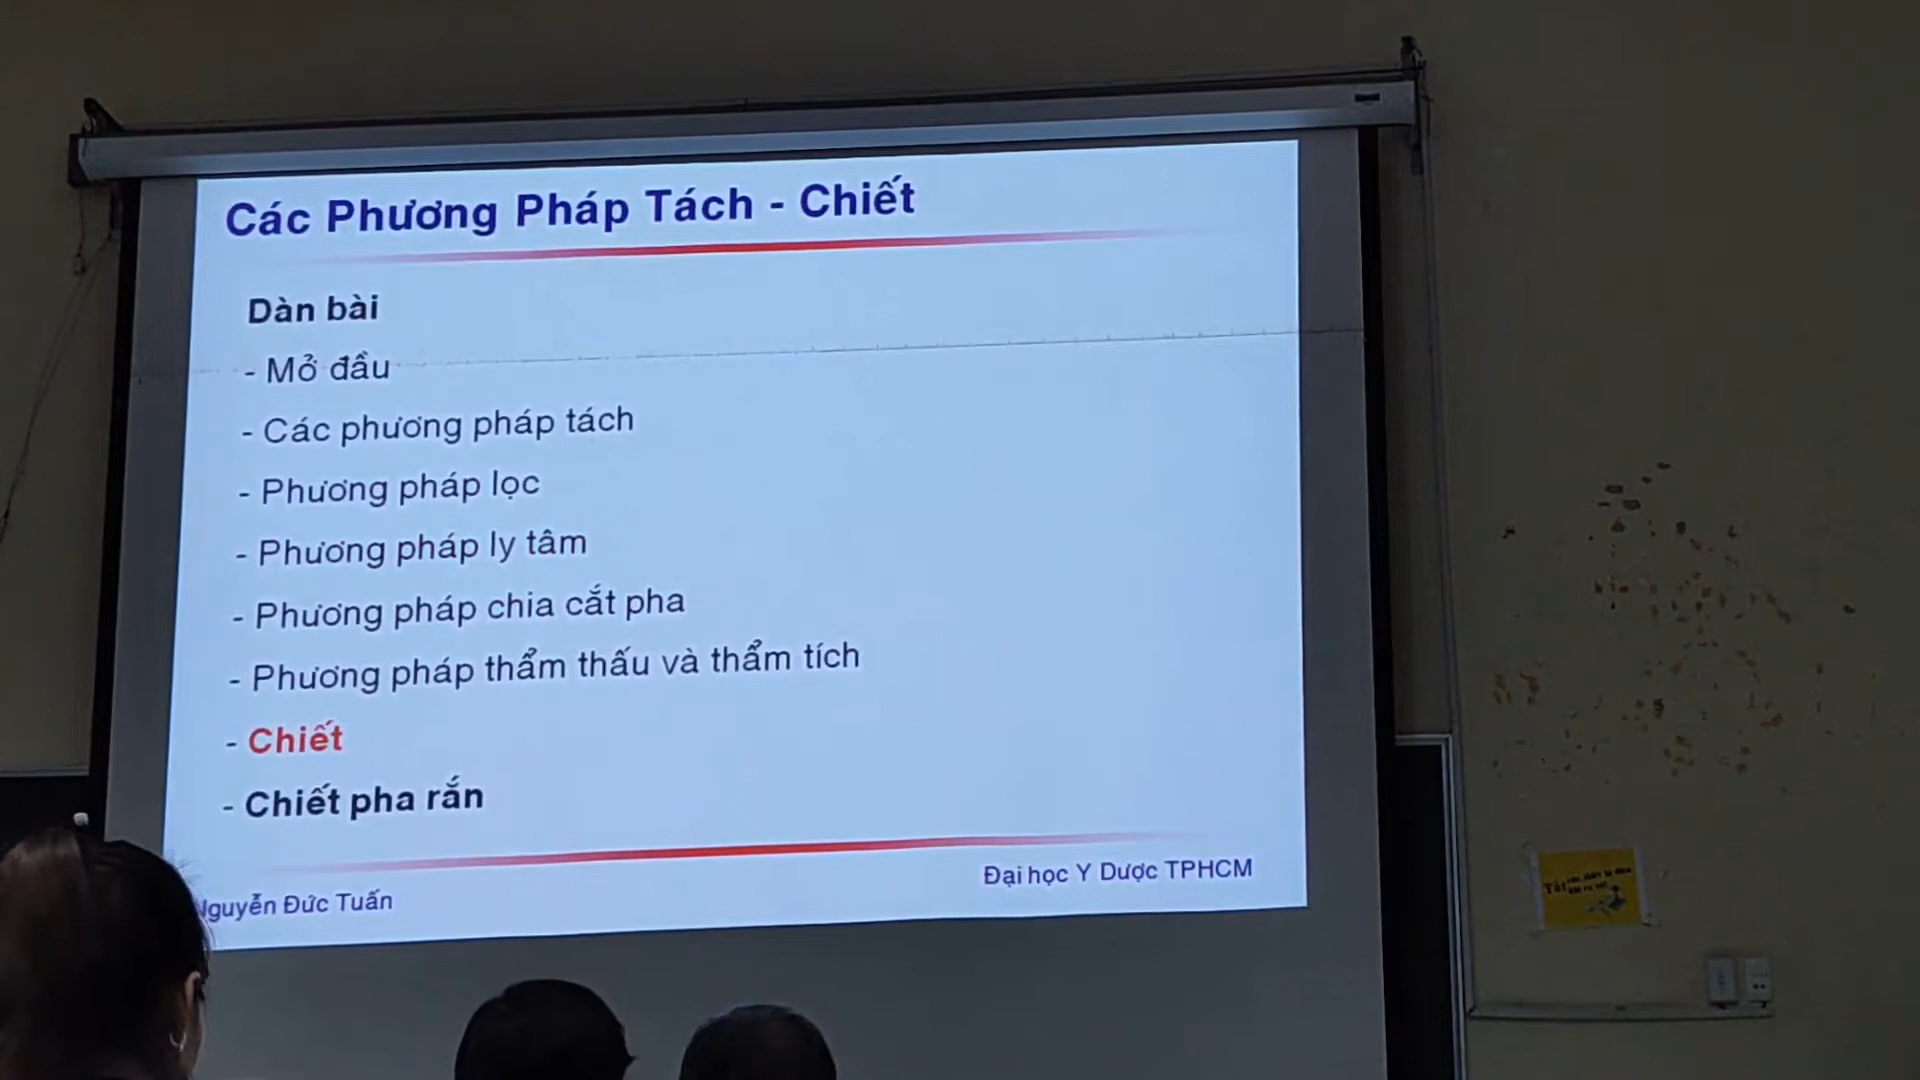 Các Phương Pháp Tách - Chiết
Dàn bài
- Mở đầu
- Các phương pháp tách
- Phương pháp lọc
- Phương pháp ly tâm
- Phương pháp chia cắt pha
- Phương pháp thẩm thấu và thẩm tích
- Chiết
- Chiết pha rắn
Nguyễn Đức Tuấn
Đại học Y Dược TPHCM